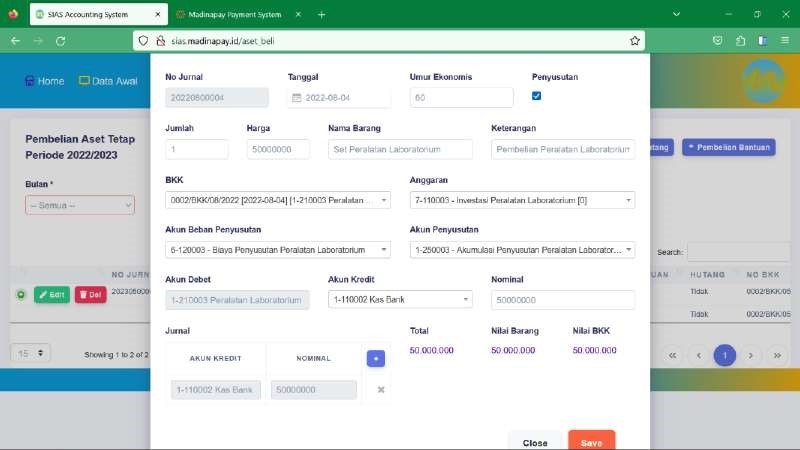 SIAS Accounting System
Madinapay Payment System
sias.madinapay.id/aset_beli
Home
Data Awal
Pembelian Aset Tetap
Periode 2022/2023
Bulan *
-- Semua --
Pembelian Bantuan
Search:
No Jurnal
Tanggal
Umur Ekonomis
Penyusutan
20220800004
2022-08-04
60
Jumlah
Harga
Nama Barang
Keterangan
1
50000000
Set Peralatan Laboratorium
Pembelian Peralatan Laboratorium
BKK
Anggaran
0002/BKK/08/2022 [2022-08-04] [1-210003 Peralatan ...
7-110003 - Investasi Peralatan Laboratorium [0]
Akun Beban Penyusutan
Akun Penyusutan
6-120003 - Biaya Penyusutan Peralatan Laboratorium
1-250003 - Akumulasi Penyusutan Peralatan Laborator...
Akun Debet
Akun Kredit
Nominal
1-210003 Peralatan Laboratorium
1-110002 Kas Bank
50000000
Jurnal
Total
Nilai Barang
Nilai BKK
50.000.000
50.000.000
50.000.000
AKUN KREDIT
NOMINAL
+
1-110002 Kas Bank
50000000
Close
Save
NO JURN
HUTANG
NO BKK
Edit
Del
Tidak
0002/BKK/05
Tidak
0002/BKK/05
15
Showing 1 to 2 of 2
1